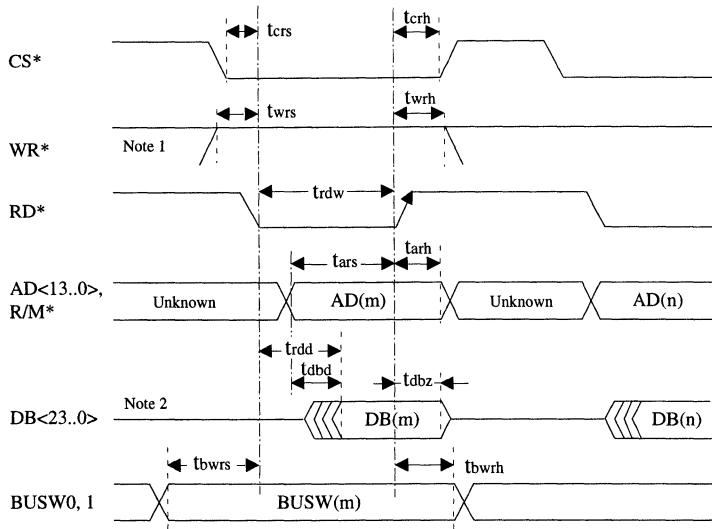 tcrs tcrh
CS*
twrs twrh
WR* Note 1
trdw
RD*
tars tarh
AD<13..0>, R/M* Unknown AD(m) Unknown AD(n)
trdd
tdbd tdbz
DB<23..0> Note 2 DB(m) DB(n)
tbwrs tbwrh
BUSW0, 1 BUSW(m)